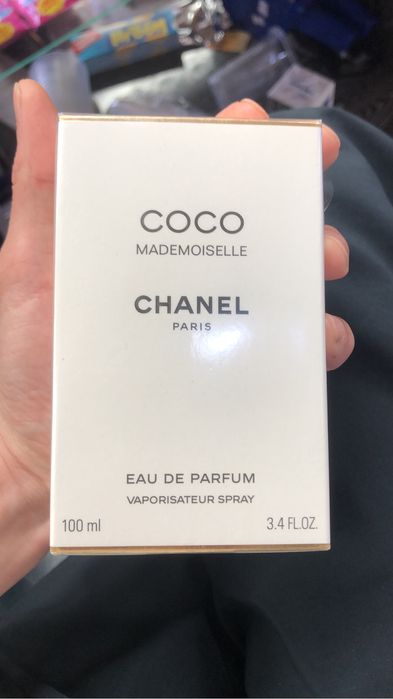 COCO
MADEMOISELLE
CHANEL
PARIS
EAU DE PARFUM
VAPORISATEUR SPRAY
100 ml 3.4 FL.OZ.